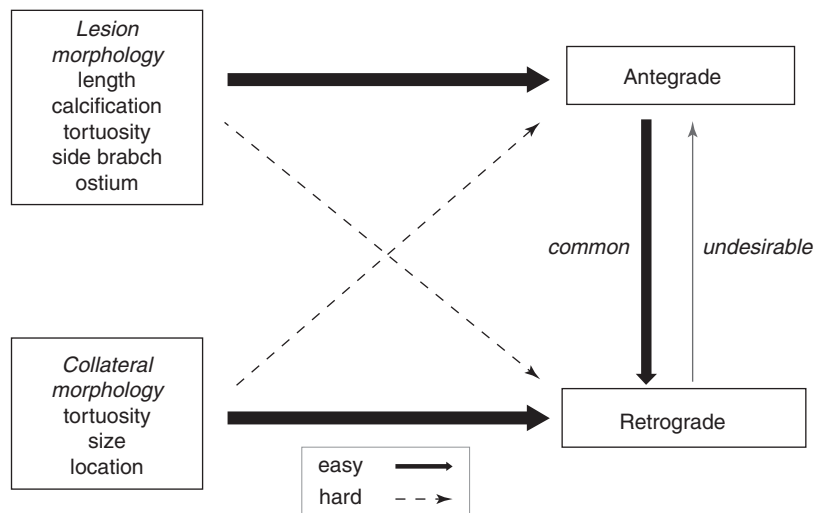 Lesion
morphology
length
calcification
tortuosity
side brabch
ostium
Antegrade
common
undesirable
Collateral
morphology
tortuosity
size
location
Retrograde
easy
hard